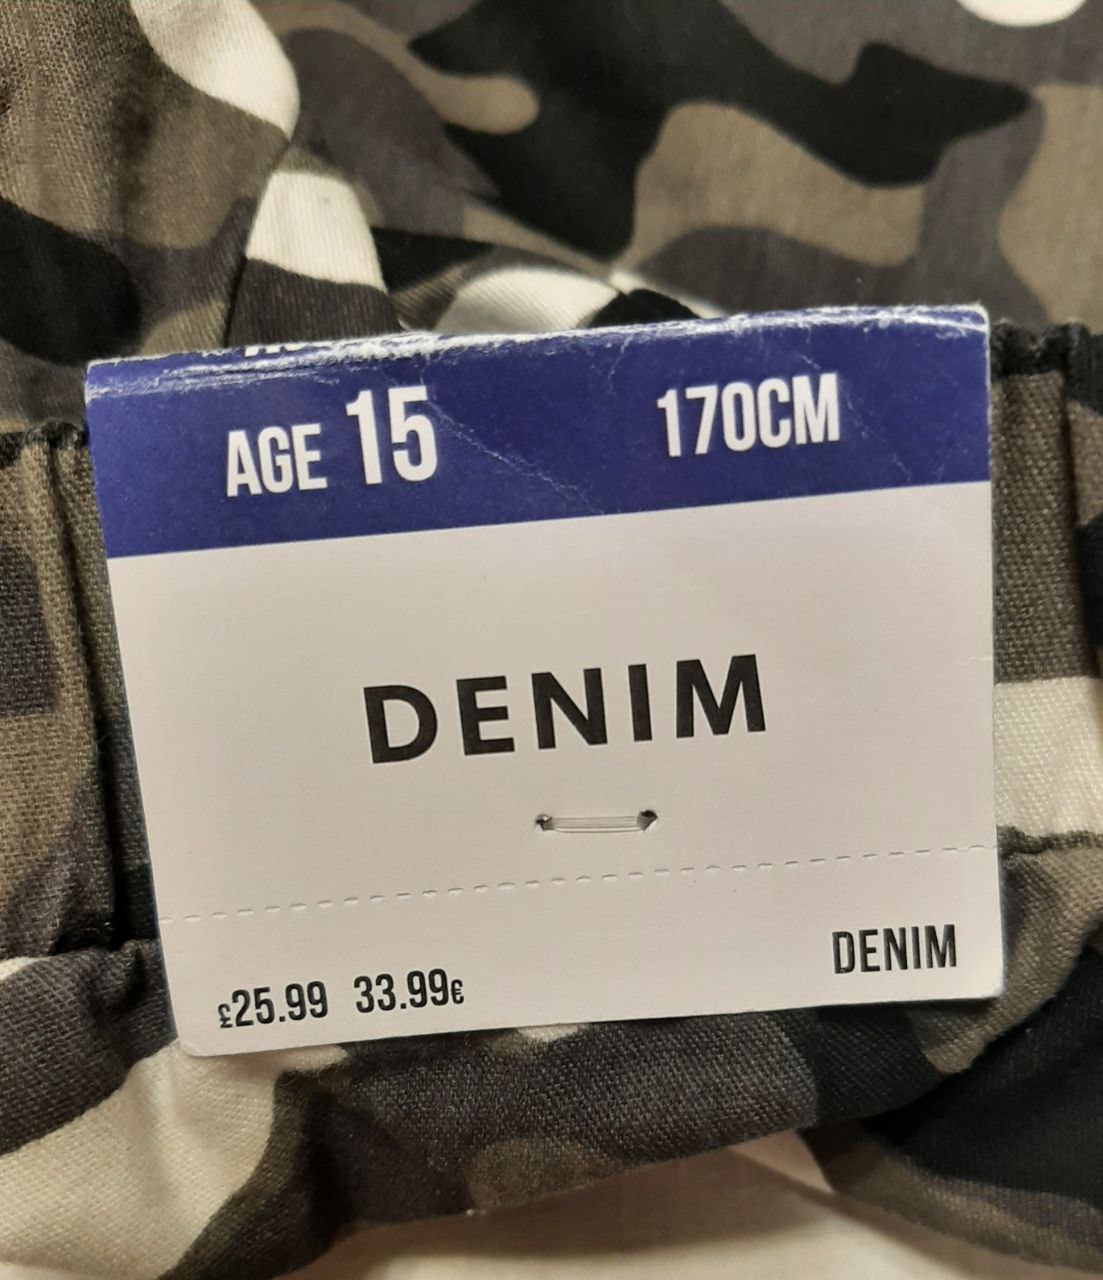 AGE 15 170CM
DENIM
DENIM
£25.99 33.99€